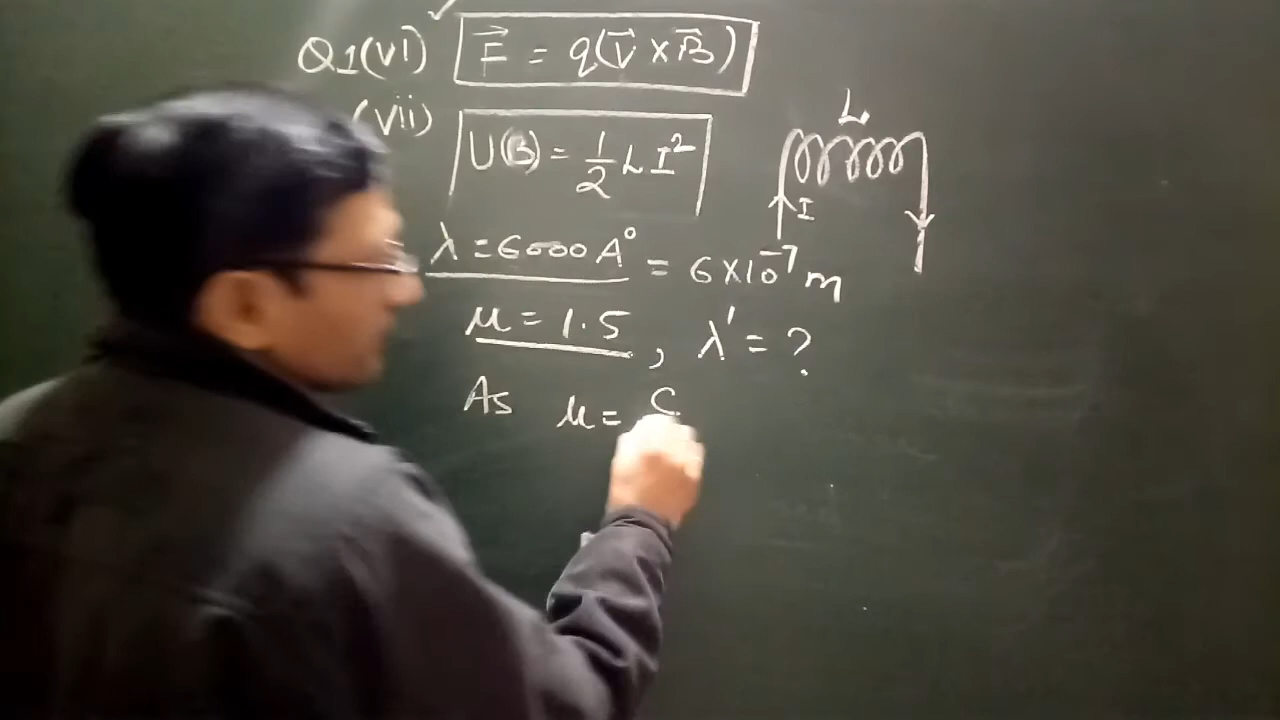 Q1(vi) F⃗ = q(V⃗ × B⃗)
(vii) U(B) = 1/2 L I²
L
I
λ = 6000 A° = 6×10⁻⁷ m
μ = 1.5 , λ' = ?
As μ = C